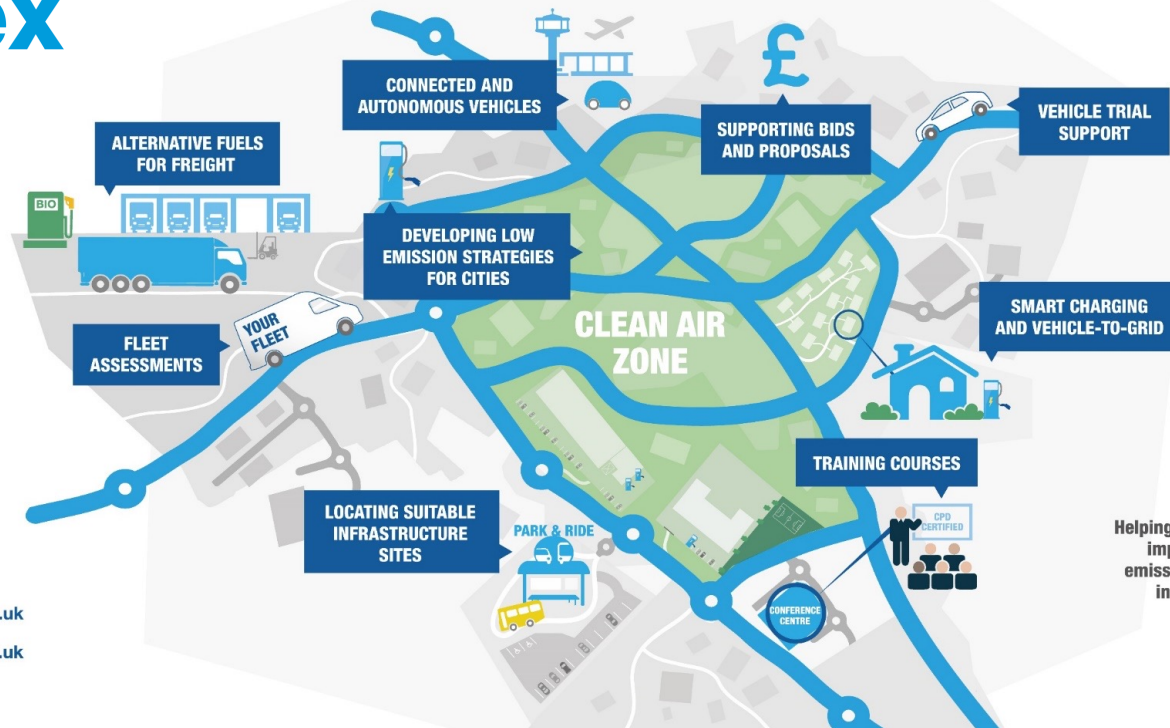 ex
CONNECTED AND
AUTONOMOUS VEHICLES
£
SUPPORTING BIDS
AND PROPOSALS
VEHICLE TRIAL
SUPPORT
ALTERNATIVE FUELS
FOR FREIGHT
BIO
DEVELOPING LOW
EMISSION STRATEGIES
FOR CITIES
YOUR
FLEET
FLEET
ASSESSMENTS
CLEAN AIR
ZONE
SMART CHARGING
AND VEHICLE-TO-GRID
TRAINING COURSES
LOCATING SUITABLE
INFRASTRUCTURE
SITES
PARK & RIDE
CPD
CERTIFIED
CONFERENCE
CENTRE
Helping
imp
emiss
in
.uk
.uk